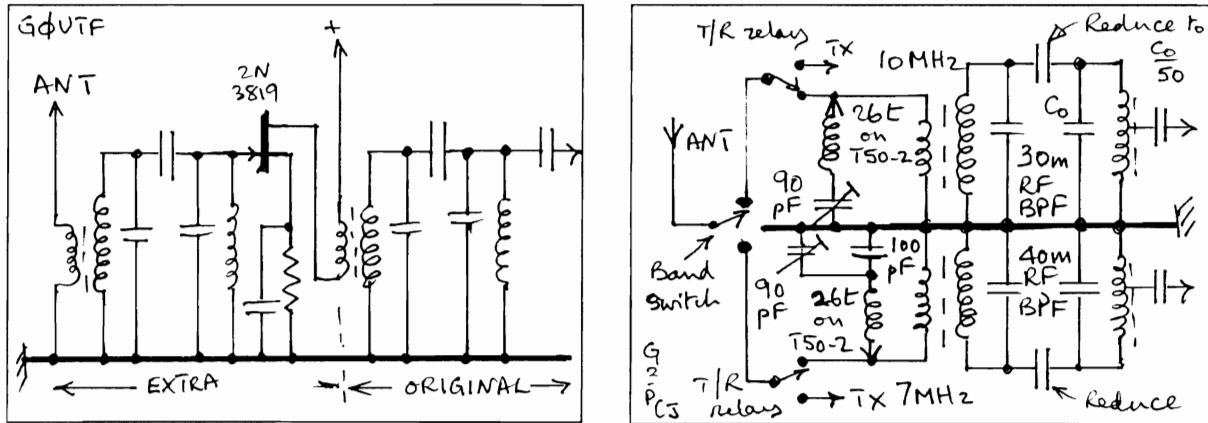 GØUTF
ANT
2N
3819
+
EXTRA
ORIGINAL
T/R relays
TX
10MHz
Reduce to
Co
50
ANT
26t
on
T50-2
Co
90
pF
30m
RF
BPF
Band
Switch
90
pF
100
pF
26t
on
T50-2
40m
RF
BPF
G
2
P
CJ
T/R
relays
TX 7MHz
Reduce